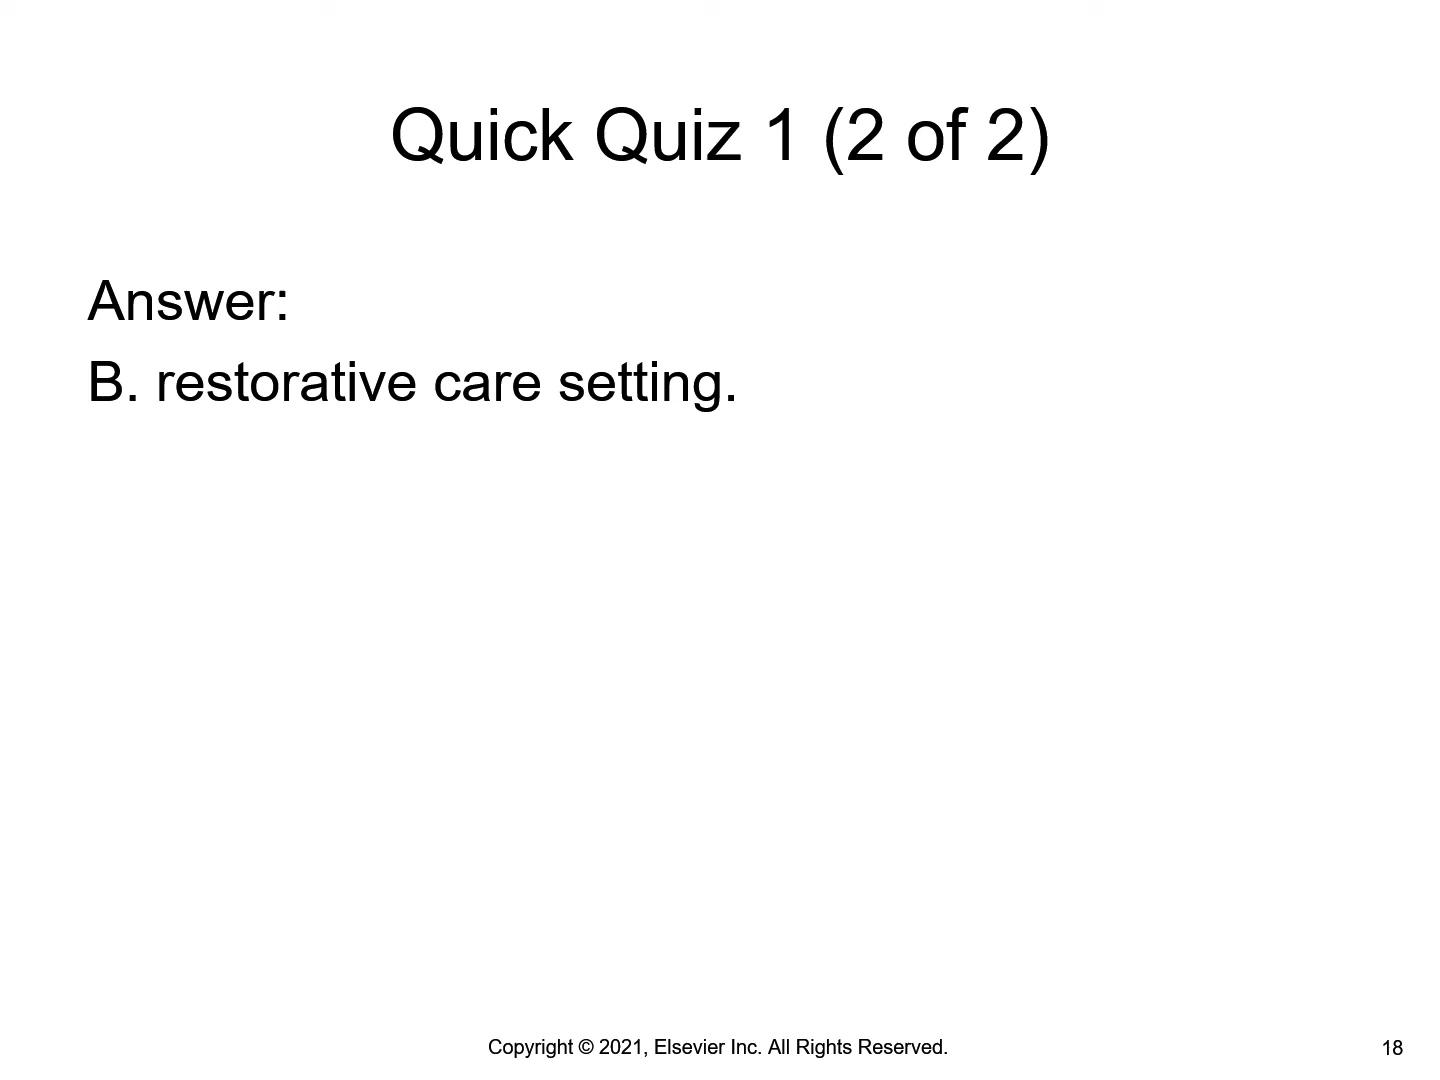 Quick Quiz 1 (2 of 2)
Answer:
B. restorative care setting.
Copyright © 2021, Elsevier Inc. All Rights Reserved.
18